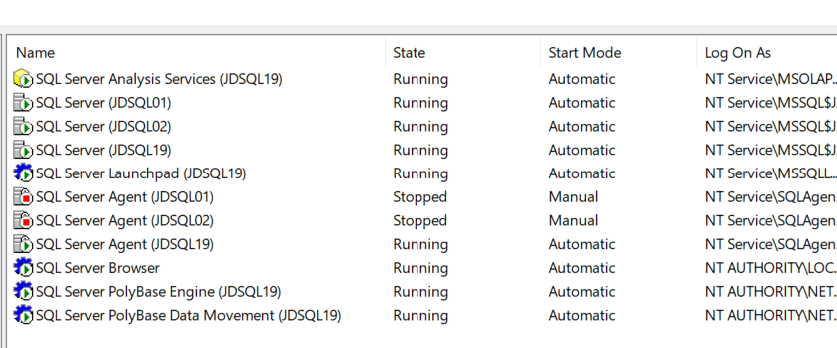 Name State Start Mode Log On As
SQL Server Analysis Services (JDSQL19) Running Automatic NT Service\MSOLAP...
SQL Server (JDSQL01) Running Automatic NT Service\MSSQL$J...
SQL Server (JDSQL02) Running Automatic NT Service\MSSQL$J...
SQL Server (JDSQL19) Running Automatic NT Service\MSSQL$J...
SQL Server Launchpad (JDSQL19) Running Automatic NT Service\MSSQLL...
SQL Server Agent (JDSQL01) Stopped Manual NT Service\SQLAgen...
SQL Server Agent (JDSQL02) Stopped Manual NT Service\SQLAgen...
SQL Server Agent (JDSQL19) Running Automatic NT Service\SQLAgen...
SQL Server Browser Running Automatic NT AUTHORITY\LOC...
SQL Server PolyBase Engine (JDSQL19) Running Automatic NT AUTHORITY\NET...
SQL Server PolyBase Data Movement (JDSQL19) Running Automatic NT AUTHORITY\NET...